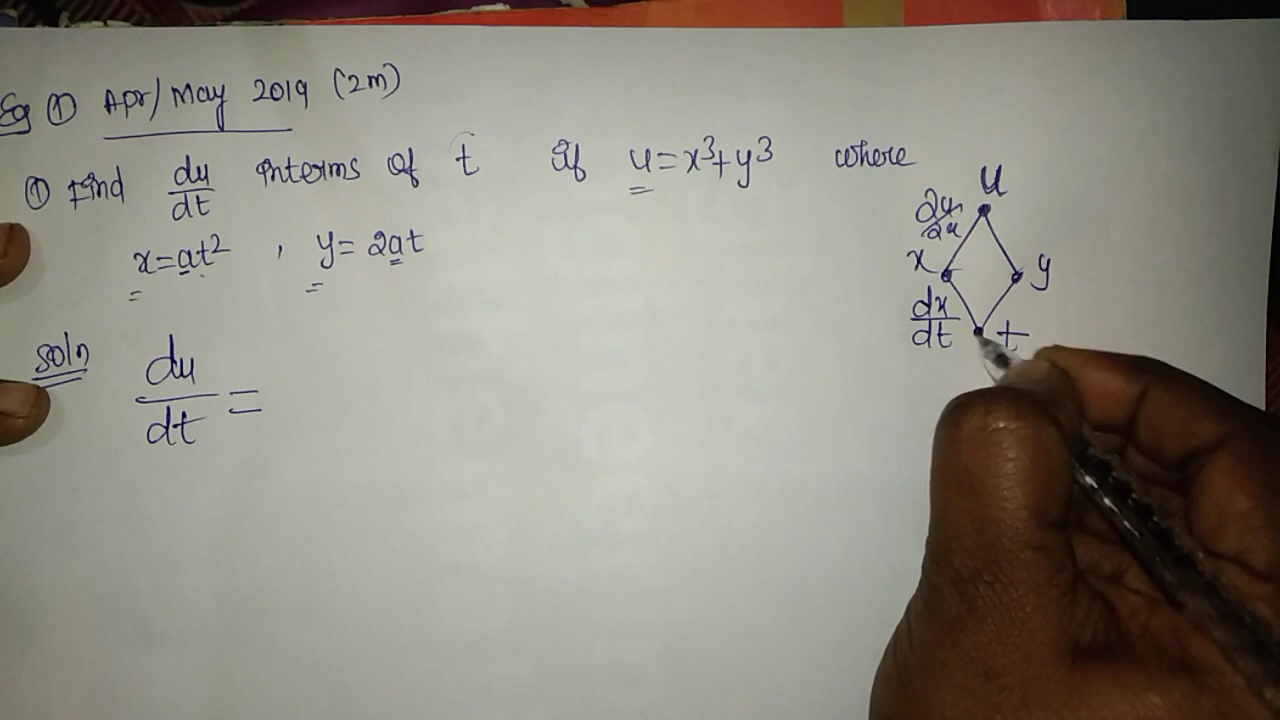 Eg ① Apr/May 2019 (2m)
① Find du/dt interms of t if u=x³+y³ where
x=at² , y=2at
soln du/dt =
u
∂u/∂x
x y
dx/dt t